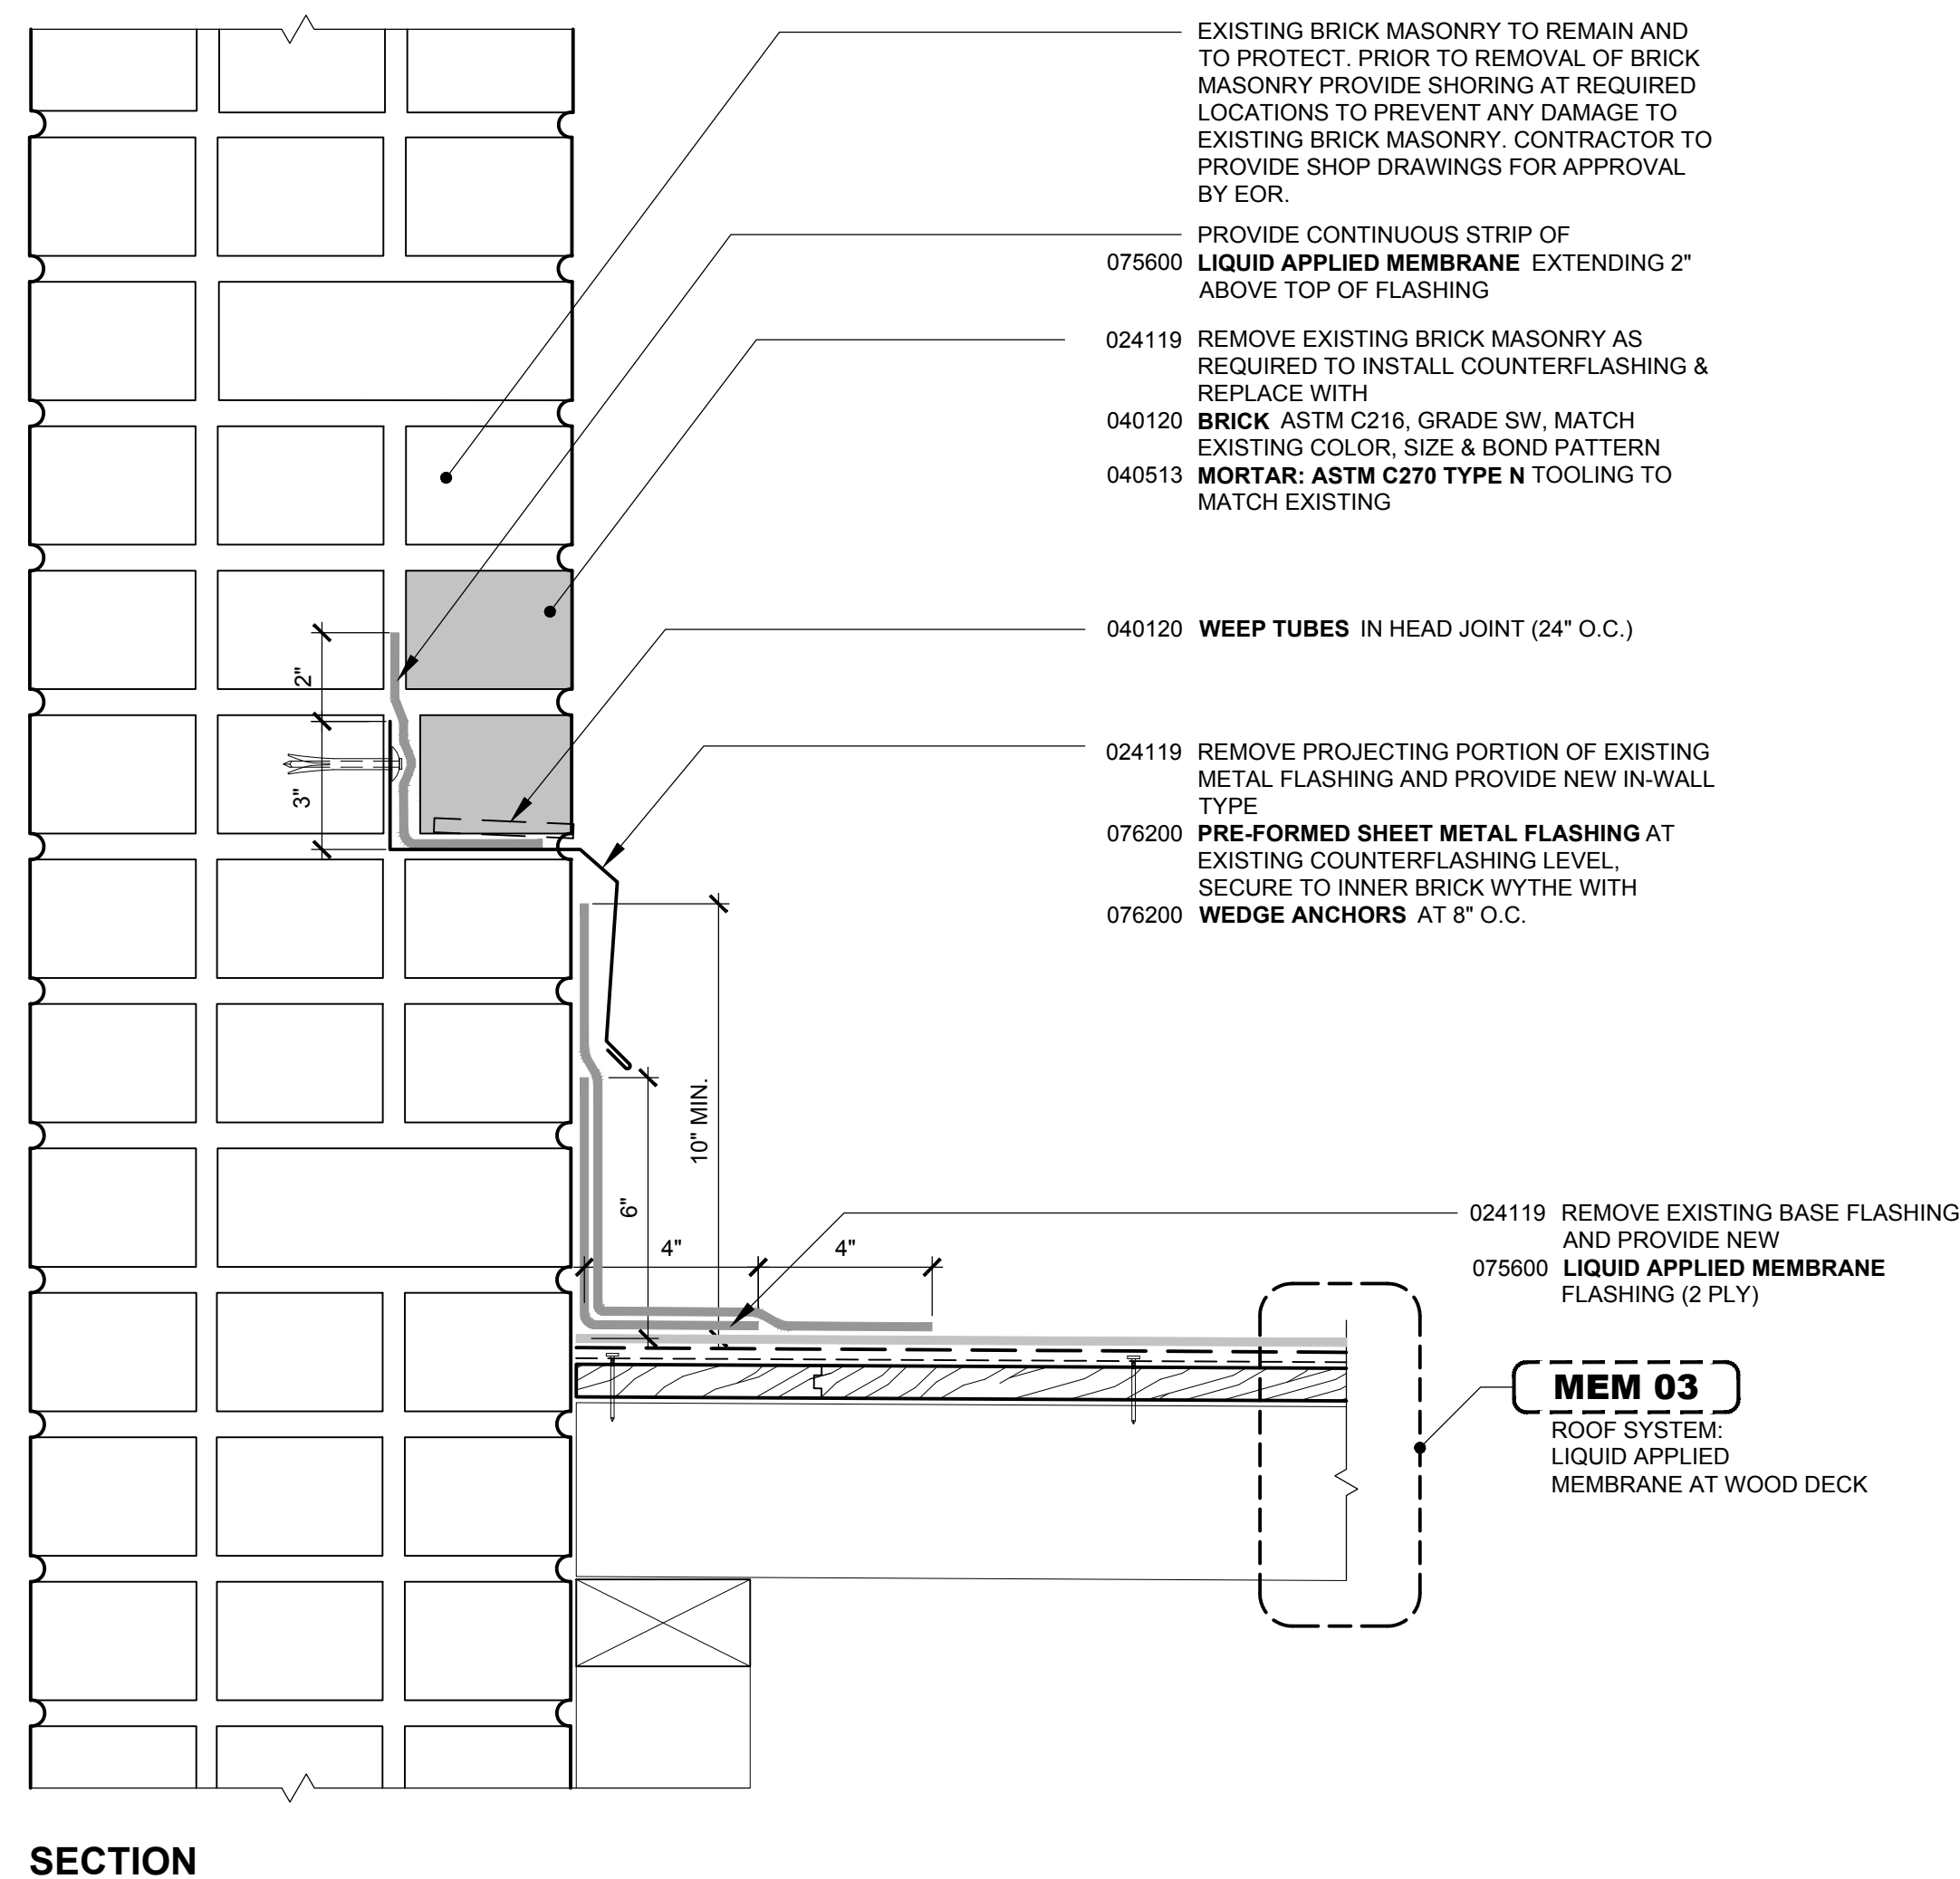 EXISTING BRICK MASONRY TO REMAIN AND
TO PROTECT. PRIOR TO REMOVAL OF BRICK
MASONRY PROVIDE SHORING AT REQUIRED
LOCATIONS TO PREVENT ANY DAMAGE TO
EXISTING BRICK MASONRY. CONTRACTOR TO
PROVIDE SHOP DRAWINGS FOR APPROVAL
BY EOR.
PROVIDE CONTINUOUS STRIP OF
075600 LIQUID APPLIED MEMBRANE EXTENDING 2"
ABOVE TOP OF FLASHING
024119 REMOVE EXISTING BRICK MASONRY AS
REQUIRED TO INSTALL COUNTERFLASHING &
REPLACE WITH
040120 BRICK ASTM C216, GRADE SW, MATCH
EXISTING COLOR, SIZE & BOND PATTERN
040513 MORTAR: ASTM C270 TYPE N TOOLING TO
MATCH EXISTING
040120 WEEP TUBES IN HEAD JOINT (24" O.C.)
2"
3"
024119 REMOVE PROJECTING PORTION OF EXISTING
METAL FLASHING AND PROVIDE NEW IN-WALL
TYPE
076200 PRE-FORMED SHEET METAL FLASHING AT
EXISTING COUNTERFLASHING LEVEL,
SECURE TO INNER BRICK WYTHE WITH
076200 WEDGE ANCHORS AT 8" O.C.
10" MIN.
6"
4"
4"
024119 REMOVE EXISTING BASE FLASHING
AND PROVIDE NEW
075600 LIQUID APPLIED MEMBRANE
FLASHING (2 PLY)
MEM 03
ROOF SYSTEM:
LIQUID APPLIED
MEMBRANE AT WOOD DECK
SECTION